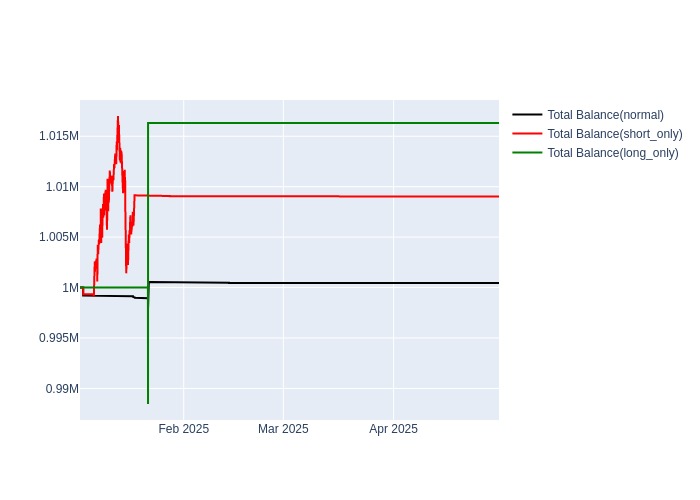 1.015M
1.01M
1.005M
1M
0.995M
0.99M
Feb 2025
Mar 2025
Apr 2025
Total Balance(normal)
Total Balance(short_only)
Total Balance(long_only)